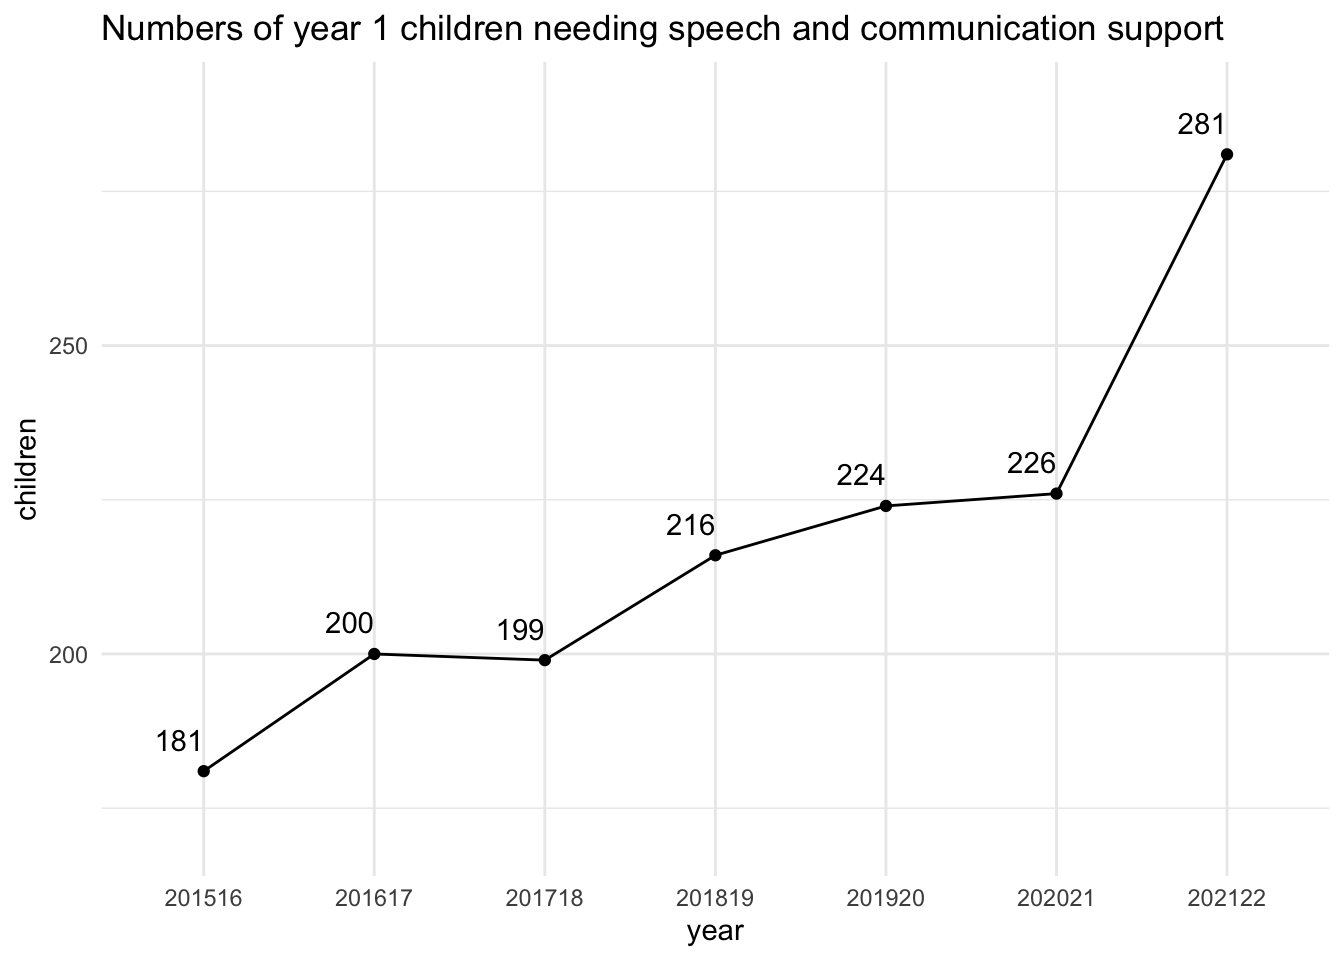 Numbers of year 1 children needing speech and communication support
281
250
children
226
224
216
200
199
200
181
201516 201617 201718 201819 201920 202021 202122
year